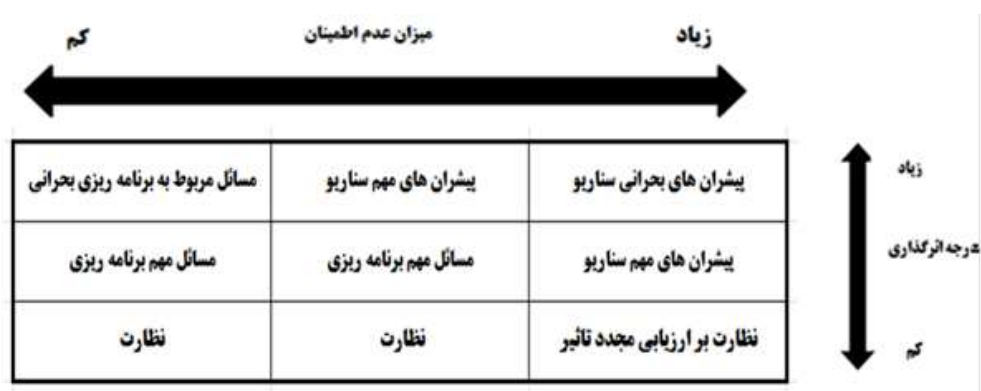 زیاد میزان عدم اطمینان کم
زیاد
پیشران های بحرانی سناریو پیشران های مهم سناریو مسائل مربوط به برنامه ریزی بحرانی
درجه اثرگذاری
پیشران های مهم سناریو مسائل مهم برنامه ریزی مسائل مهم برنامه ریزی
کم
نظارت بر ارزیابی مجدد تاثیر نظارت نظارت